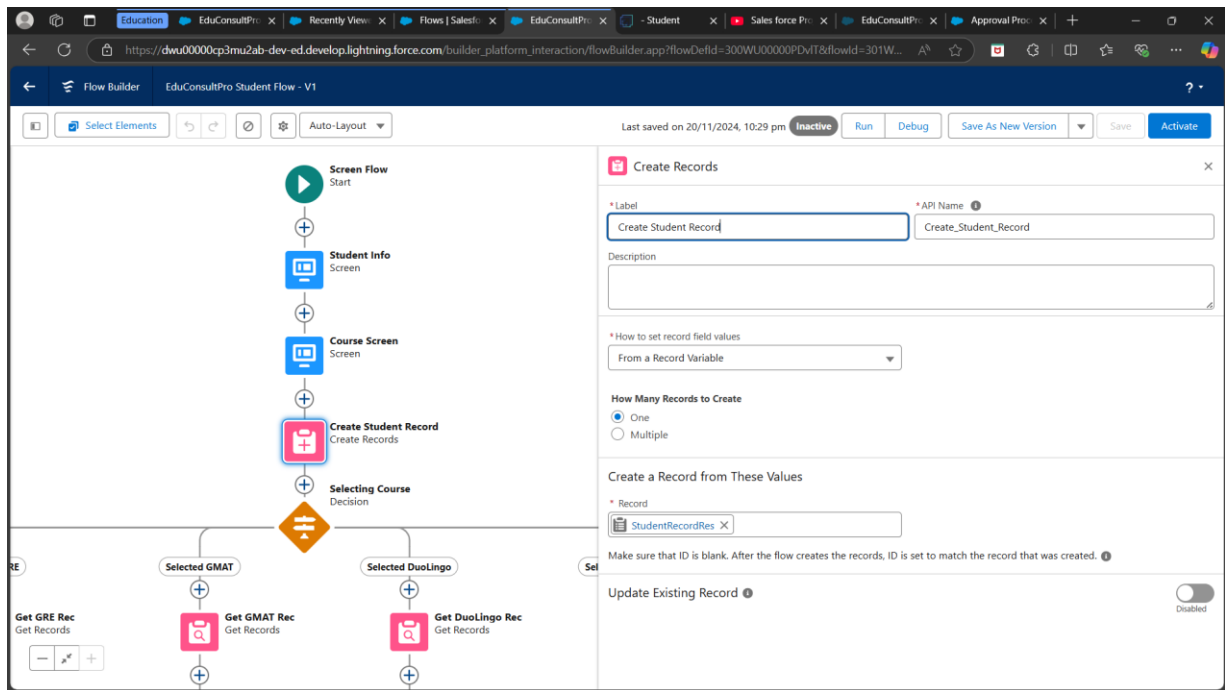 Education
EduConsultPro
Recently View
Flows | Salesfo
EduConsultPro
- Student
Sales force Pro
EduConsultPro
Approval Proc
https://dwu00000cp3mu2ab-dev-ed.develop.lightning.force.com/builder_platform_interaction/flowBuilder.app?flowDefId=300WU00000PDvlT&flowId=301W...
Flow Builder
EduConsultPro Student Flow - V1
?
Select Elements
Auto-Layout
Last saved on 20/11/2024, 10:29 pm
Inactive
Run
Debug
Save As New Version
Save
Activate
Screen Flow
Start
Student Info
Screen
Course Screen
Screen
Create Student Record
Create Records
Selecting Course
Decision
RE
Selected GMAT
Selected DuoLingo
Sel
Get GRE Rec
Get Records
Get GMAT Rec
Get Records
Get DuoLingo Rec
Get Records
Create Records
* Label
Create Student Record
* API Name
Create_Student_Record
Description
* How to set record field values
From a Record Variable
How Many Records to Create
One
Multiple
Create a Record from These Values
* Record
StudentRecordRes
Make sure that ID is blank. After the flow creates the records, ID is set to match the record that was created.
Update Existing Record
Disabled